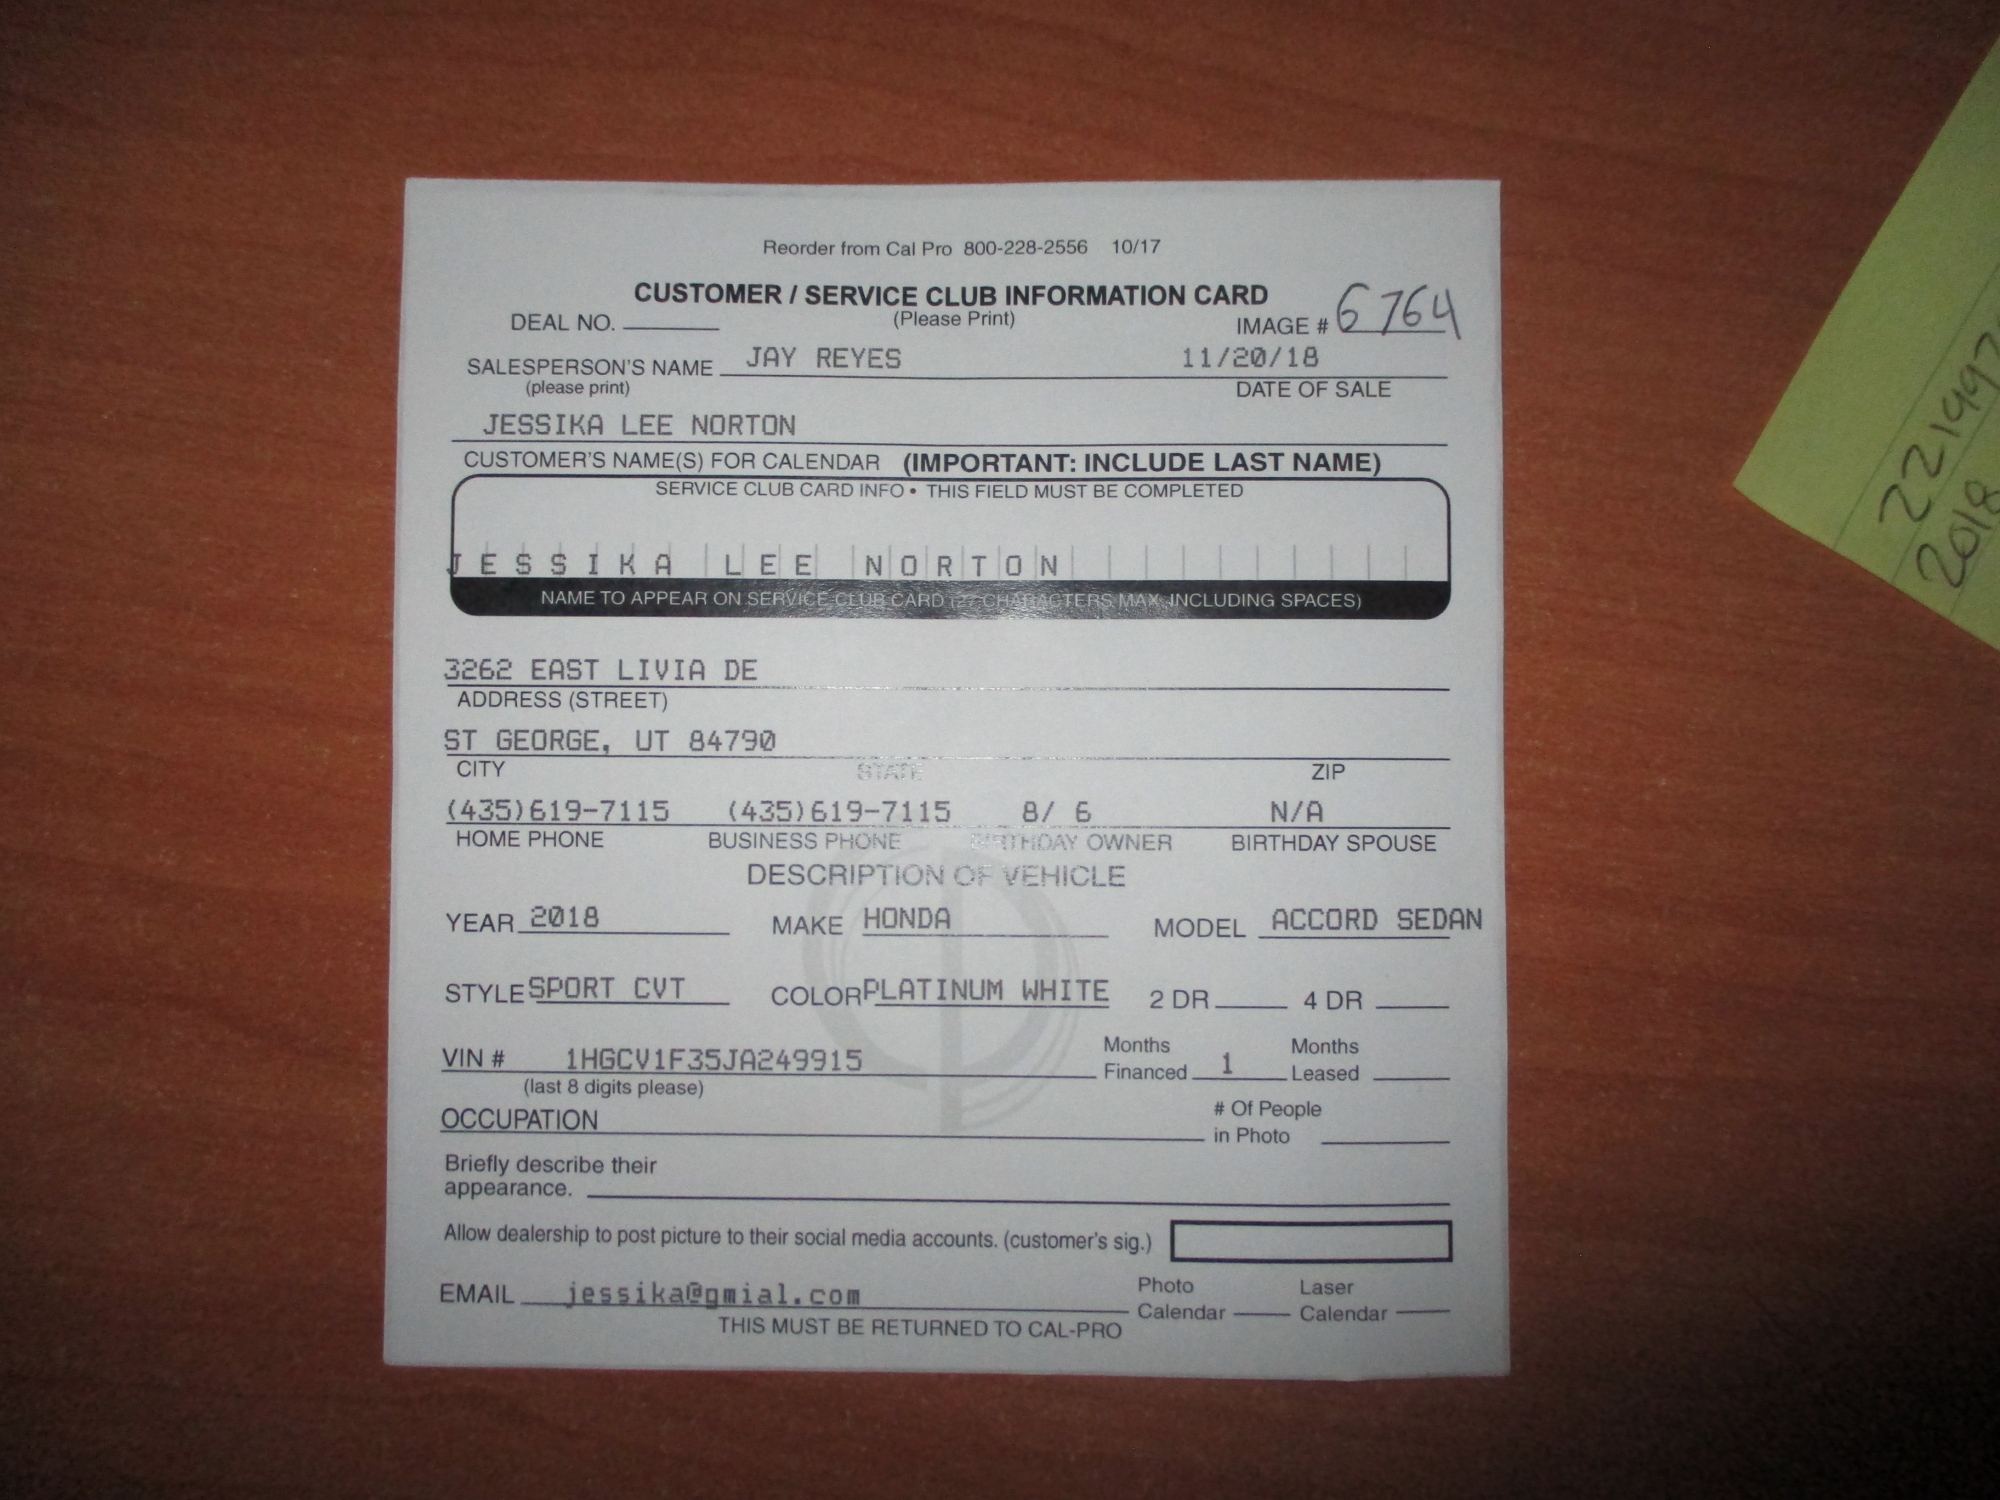 Reorder from Cal Pro 800-228-2556 10/17
CUSTOMER / SERVICE CLUB INFORMATION CARD
DEAL NO. (Please Print) IMAGE # 6764
SALESPERSON'S NAME JAY REYES 11/20/18
(please print) DATE OF SALE
JESSIKA LEE NORTON
CUSTOMER'S NAME(S) FOR CALENDAR (IMPORTANT: INCLUDE LAST NAME)
SERVICE CLUB CARD INFO • THIS FIELD MUST BE COMPLETED
JESSIKA LEE NORTON
NAME TO APPEAR ON SERVICE CLUB CARD (27 CHARACTERS MAX, INCLUDING SPACES)
3262 EAST LIVIA DE
ADDRESS (STREET)
ST GEORGE, UT 84790
CITY STATE ZIP
(435)619-7115 (435)619-7115 8/ 6 N/A
HOME PHONE BUSINESS PHONE BIRTHDAY OWNER BIRTHDAY SPOUSE
DESCRIPTION OF VEHICLE
YEAR 2018 MAKE HONDA MODEL ACCORD SEDAN
STYLE SPORT CVT COLOR PLATINUM WHITE 2 DR 4 DR
VIN # 1HGCV1F35JA249915 Months Financed 1 Months Leased
(last 8 digits please)
OCCUPATION # Of People in Photo
Briefly describe their
appearance.
Allow dealership to post picture to their social media accounts. (customer's sig.)
EMAIL jessika@gmial.com Photo Calendar Laser Calendar
THIS MUST BE RETURNED TO CAL-PRO
2018